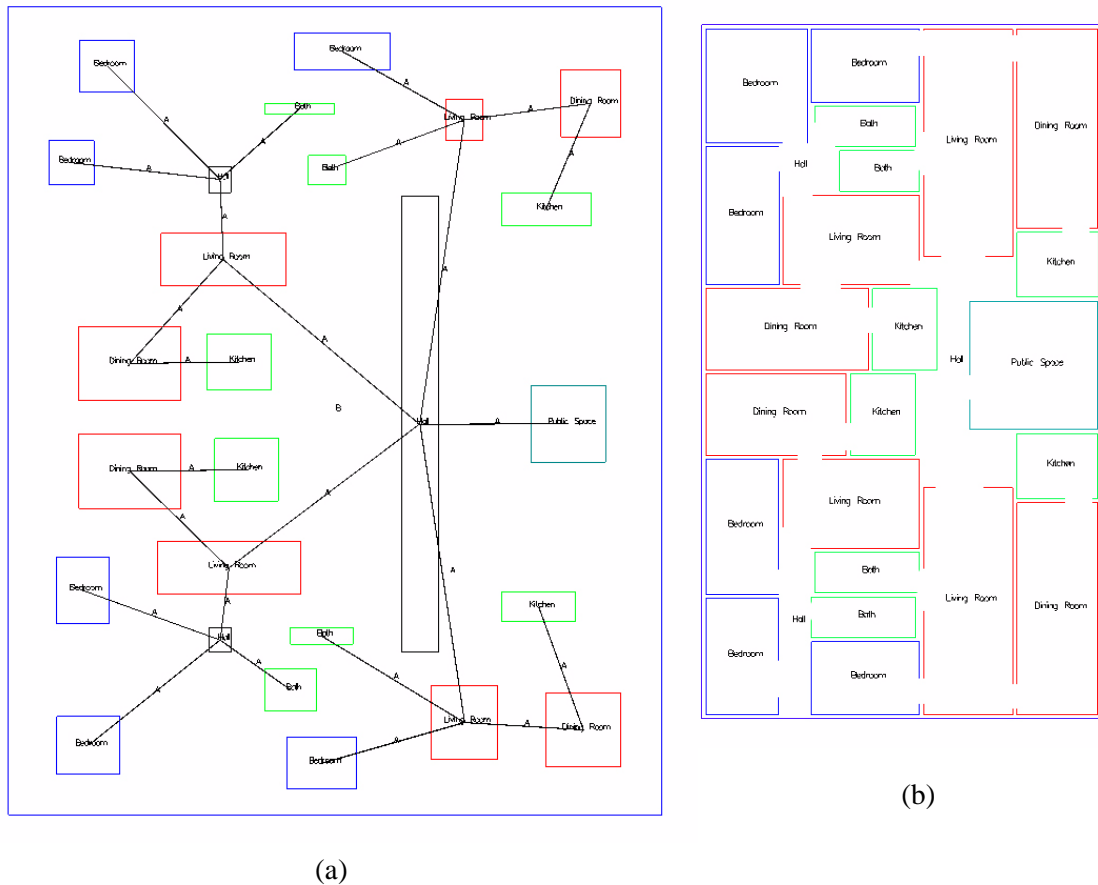 Bedroom
Bedroom
A
A
Bath
Bedroom
A
Hall
A
Living Room
A
Dining Room
A
Kitchen
A
Bedroom
A
Living Room
A
Dining Room
A
Bath
A
Kitchen
A
A
B
Hall
A
Public Space
Dining Room
A
Kitchen
A
A
Living Room
A
A
Bedroom
A
Hall
A
Bath
A
Bedroom
Bath
A
Kitchen
A
Living Room
A
Dining Room
A
Bedroom
(a)
Bedroom
Bedroom
Bath
Living Room
Dining Room
Hall
Bath
Bedroom
Living Room
Kitchen
Dining Room
Kitchen
Hall
Public Space
Dining Room
Kitchen
Kitchen
Bedroom
Living Room
Bath
Living Room
Dining Room
Hall
Bath
Bedroom
Bedroom
(b)